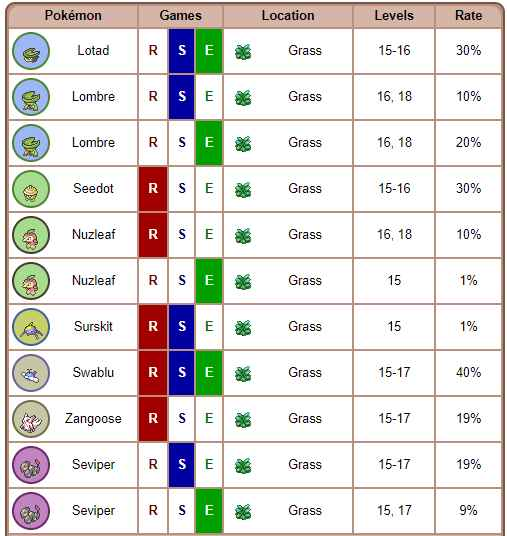 Pokémon Games Location Levels Rate
Lotad R S E Grass 15-16 30%
Lombre R S E Grass 16, 18 10%
Lombre R S E Grass 16, 18 20%
Seedot R S E Grass 15-16 30%
Nuzleaf R S E Grass 16, 18 10%
Nuzleaf R S E Grass 15 1%
Surskit R S E Grass 15 1%
Swablu R S E Grass 15-17 40%
Zangoose R S E Grass 15-17 19%
Seviper R S E Grass 15-17 19%
Seviper R S E Grass 15, 17 9%